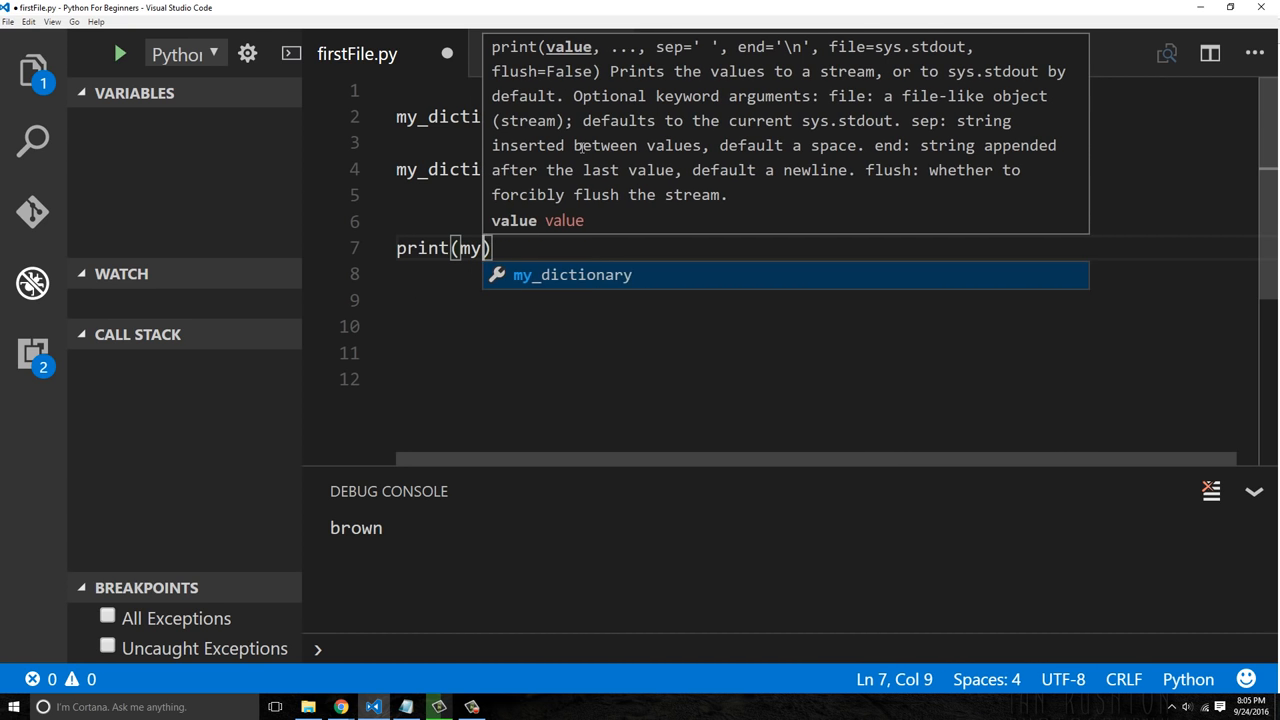 • firstFile.py - Python For Beginners - Visual Studio Code
File Edit View Go Help
Pythor
firstFile.py
1
VARIABLES
WATCH
CALL STACK
2
BREAKPOINTS
All Exceptions
Uncaught Exceptions
print(value, ..., sep=' ', end='\n', file=sys.stdout,
flush=False) Prints the values to a stream, or to sys.stdout by
default. Optional keyword arguments: file: a file-like object
(stream); defaults to the current sys.stdout. sep: string
inserted between values, default a space. end: string appended
after the last value, default a newline. flush: whether to
forcibly flush the stream.
value value
1
2 my_dicti
3
4 my_dicti
5
6
7 print(my)
my_dictionary
8
9
10
11
12
DEBUG CONSOLE
brown
0 0
Ln 7, Col 9 Spaces: 4 UTF-8 CRLF Python
I'm Cortana. Ask me anything.
8:05 PM
9/24/2016